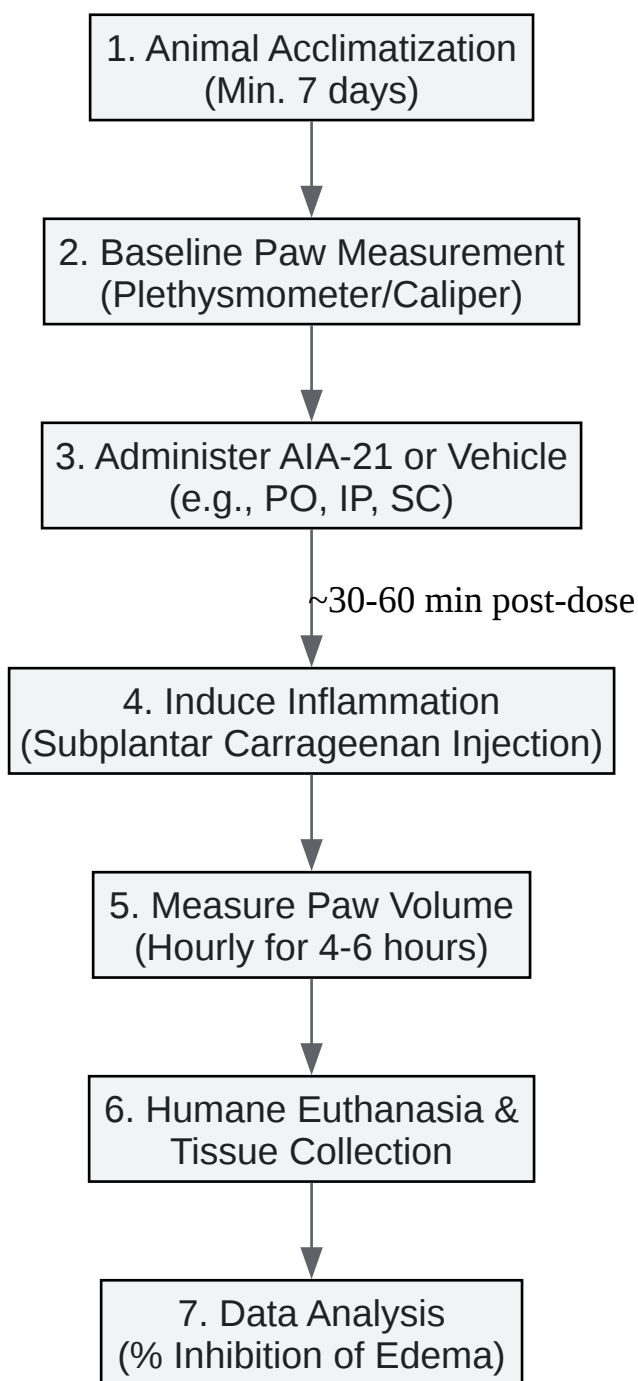 1. Animal Acclimatization
(Min. 7 days)
2. Baseline Paw Measurement
(Plethysmometer/Caliper)
3. Administer AIA-21 or Vehicle
(e.g., PO, IP, SC)
~30-60 min post-dose
4. Induce Inflammation
(Subplantar Carrageenan Injection)
5. Measure Paw Volume
(Hourly for 4-6 hours)
6. Humane Euthanasia &
Tissue Collection
7. Data Analysis
(% Inhibition of Edema)